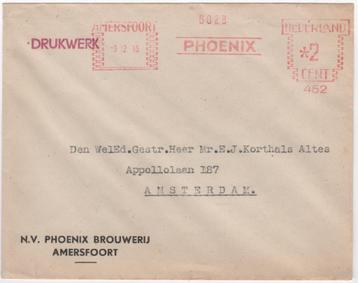 AMERSFOORT
5028
NEDERLAND
DRUKWERK
PHOENIX
*2
CENT
452
Den WelEd.Gestr.Heer Mr.E.J.Korthals Altes
Appollolaan 187
AMSTERDAM.
N.V. PHOENIX BROUWERIJ
AMERSFOORT